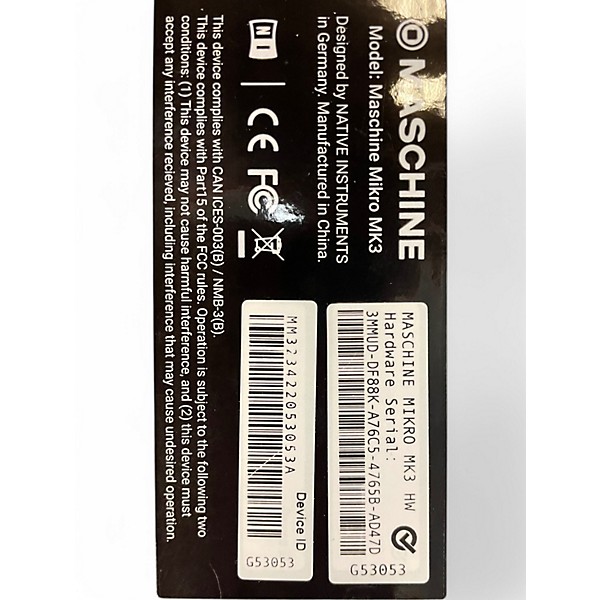 MASCHINE
Model: Maschine Mikro MK3
Designed by NATIVE INSTRUMENTS
in Germany. Manufactured in China.
NI
CE FC
This device complies with CAN ICES-003(B) / NMB-3(B).
This device complies with Part15 of the FCC rules. Operation is subject to the following two
conditions: (1) This device may not cause harmful interference, and (2) this device must
accept any interference recieved, including interference that may cause undesired operation.
MASCHINE MIKRO MK3 HW
Hardware Serial:
3MMUD-DF88K-A76C5-4765B-AD47D
G53053
Device ID
MM323422053053A
G53053